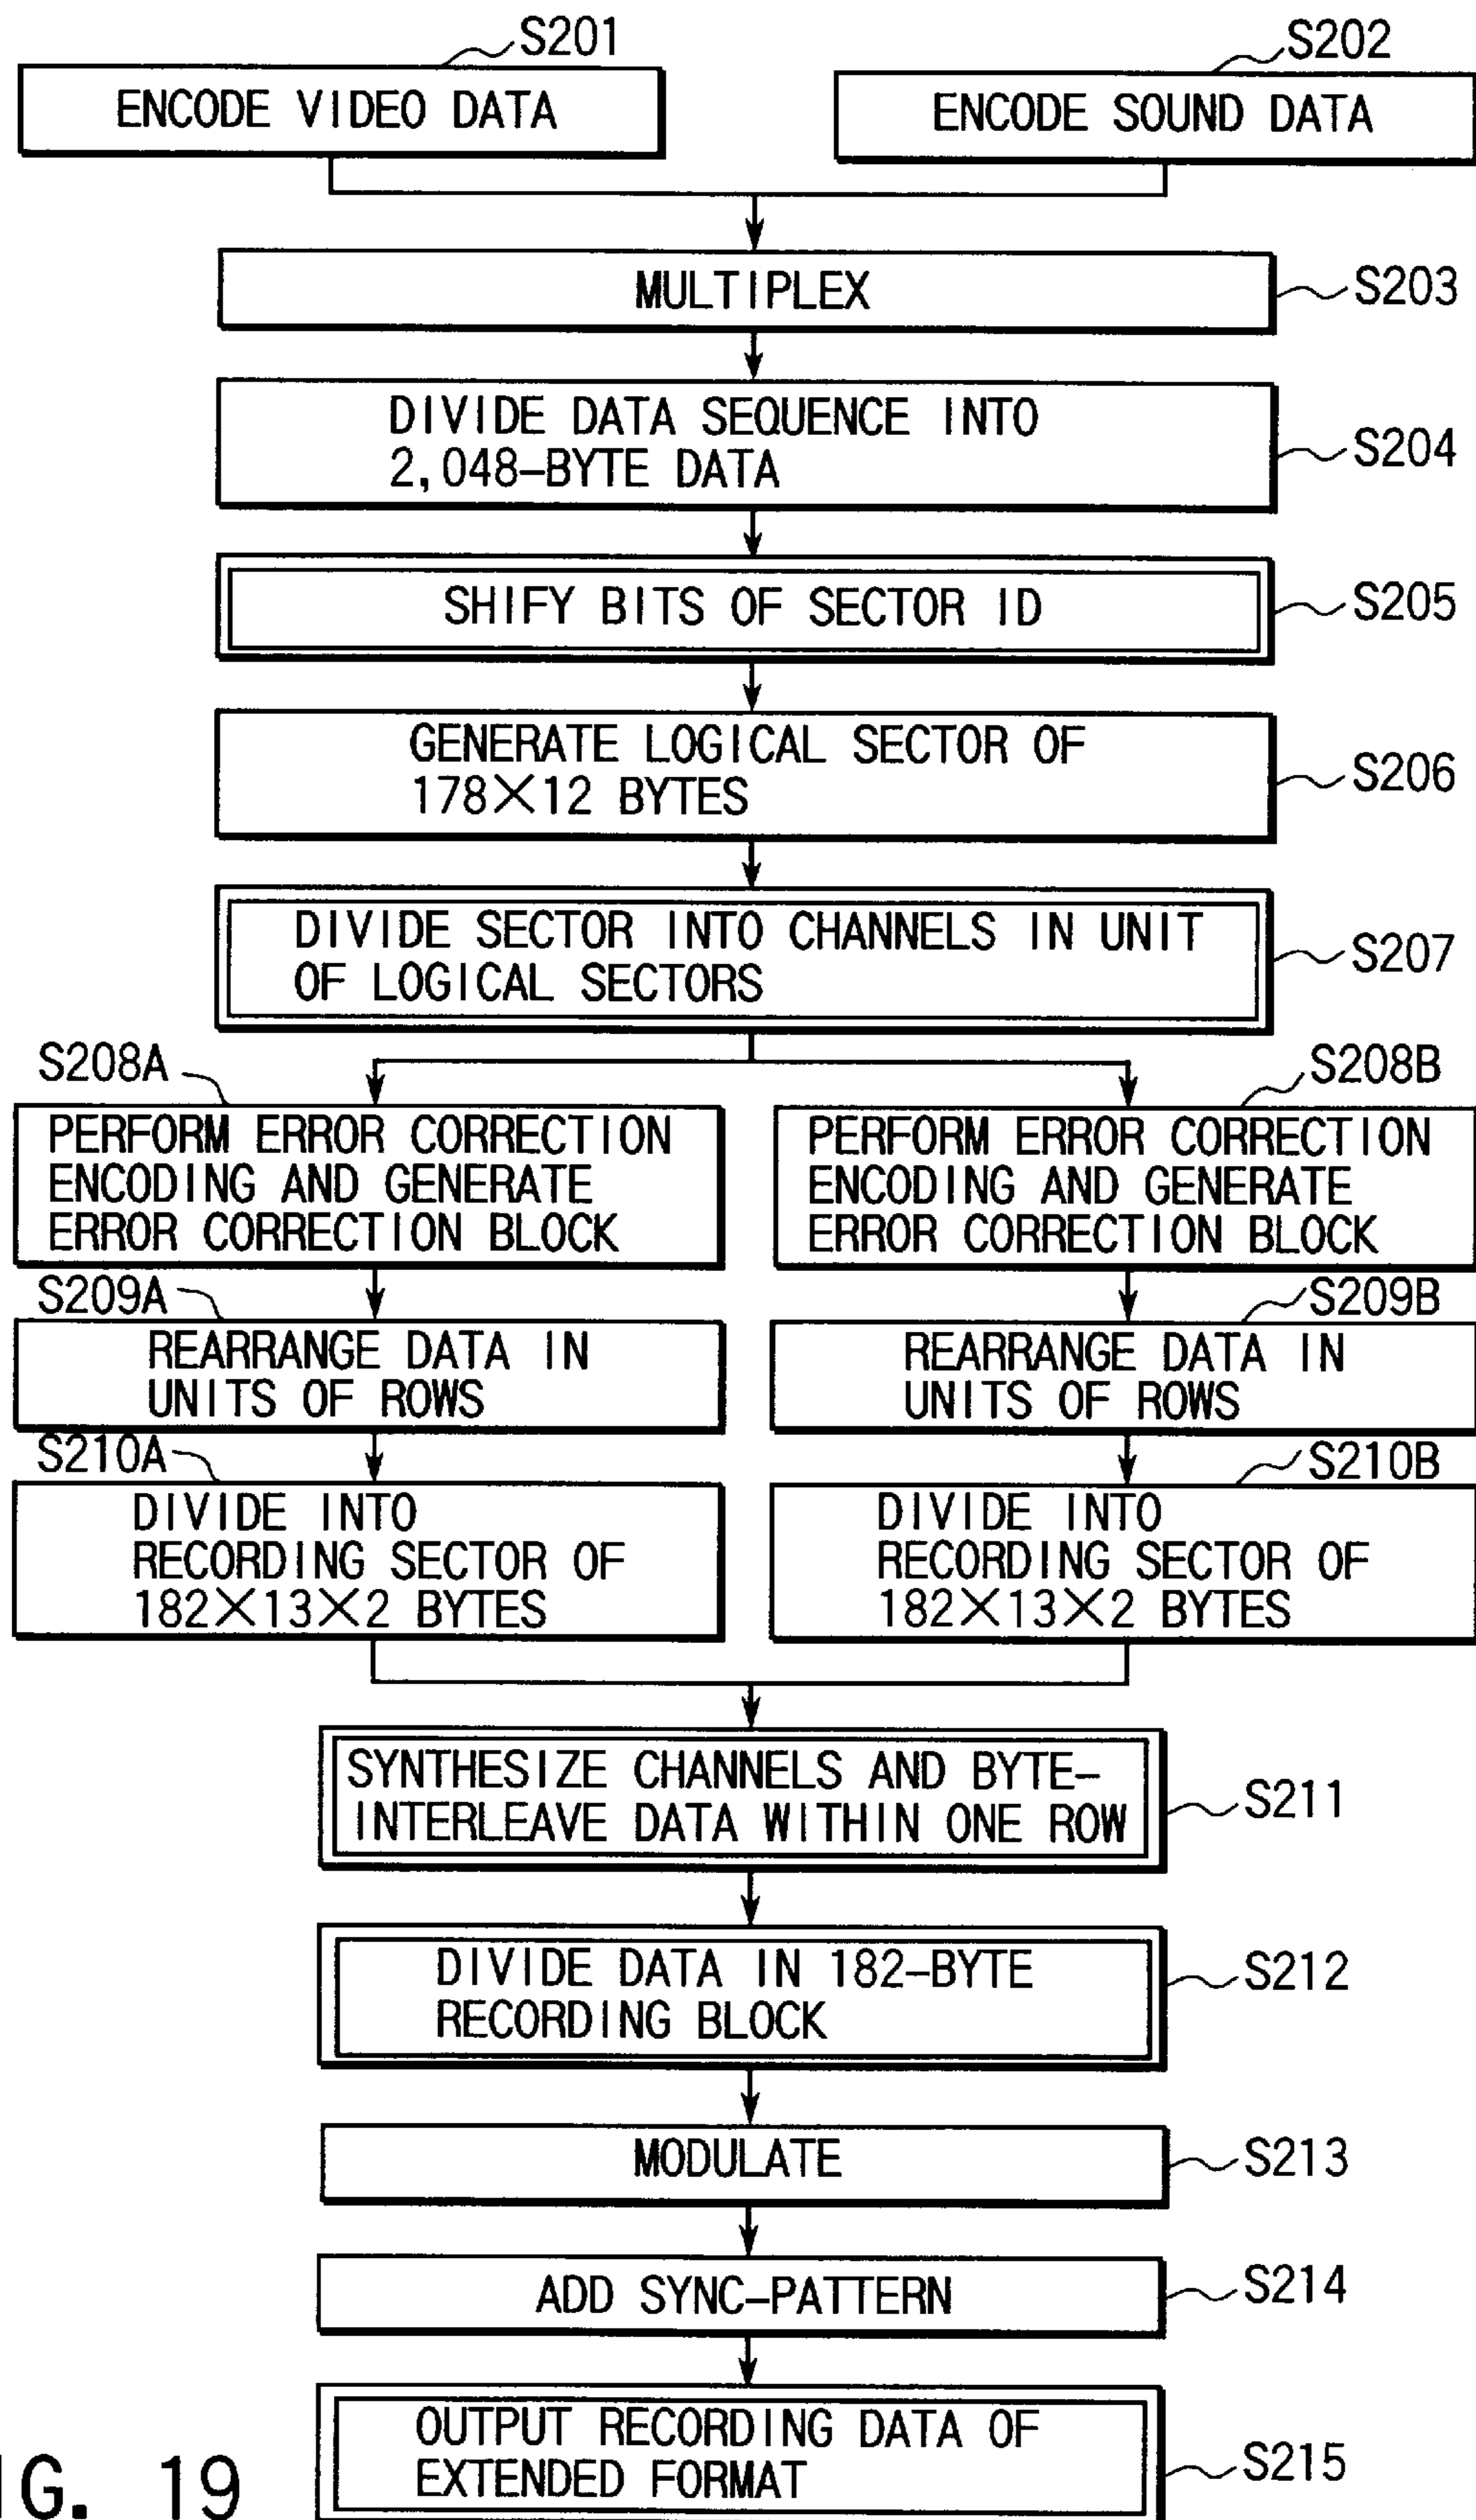 S201
S202
ENCODE VIDEO DATA
ENCODE SOUND DATA
MULTIPLEX
S203
DIVIDE DATA SEQUENCE INTO
2,048-BYTE DATA
S204
SHIFY BITS OF SECTOR ID
S205
GENERATE LOGICAL SECTOR OF
178×12 BYTES
S206
DIVIDE SECTOR INTO CHANNELS IN UNIT
OF LOGICAL SECTORS
S207
S208A
PERFORM ERROR CORRECTION
ENCODING AND GENERATE
ERROR CORRECTION BLOCK
S208B
PERFORM ERROR CORRECTION
ENCODING AND GENERATE
ERROR CORRECTION BLOCK
S209A
REARRANGE DATA IN
UNITS OF ROWS
S209B
REARRANGE DATA IN
UNITS OF ROWS
S210A
DIVIDE INTO
RECORDING SECTOR OF
182×13×2 BYTES
S210B
DIVIDE INTO
RECORDING SECTOR OF
182×13×2 BYTES
SYNTHESIZE CHANNELS AND BYTE-
INTERLEAVE DATA WITHIN ONE ROW
S211
DIVIDE DATA IN 182-BYTE
RECORDING BLOCK
S212
MODULATE
S213
ADD SYNC-PATTERN
S214
OUTPUT RECORDING DATA OF
EXTENDED FORMAT
S215
IG. 19